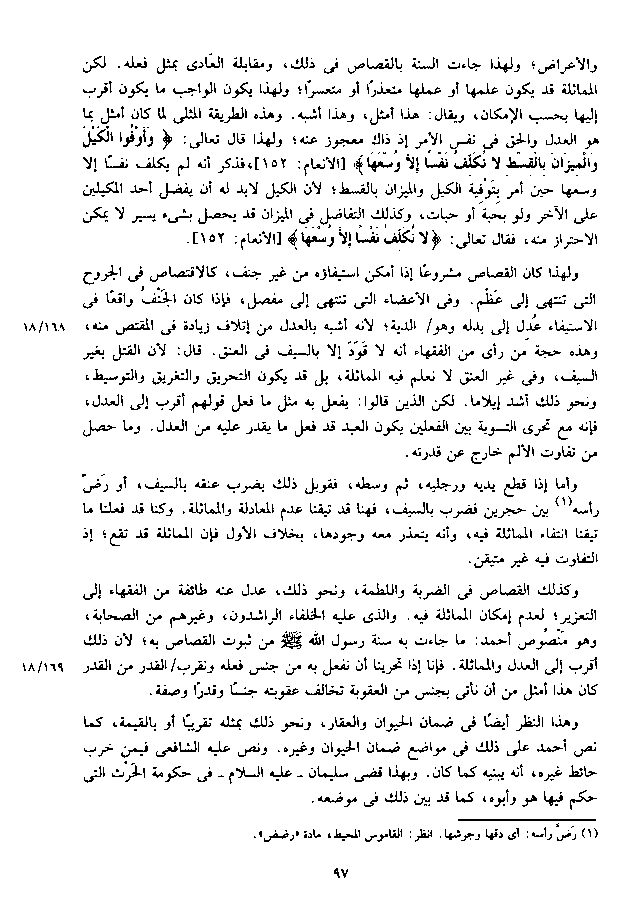 والأعراض؛ ولهذا جاءت السنة بالقصاص فى ذلك، ومقابلة العَادى بمثل فعله. لكن
المماثلة قد يكون علمها أو عملها متعذرًا أو متعسرًا؛ ولهذا يكون الواجب ما يكون أقرب
إليها بحسب الإمكان، ويقال: هذا أمثل، وهذا أشبه. وهذه الطريقة المثلى لما كان أمثل بما
هو العدل والحق فى نفس الأمر إذ ذاك معجوز عنه؛ ولهذا قال تعالى: ﴿ وَأَوْفُوا الْكَيْلَ
وَالْمِيزَانَ بِالْقِسْطِ لا نُكَلِّفُ نَفْسًا إِلاَّ وُسْعَهَا﴾ [الأنعام: ١٥٢]،فذكر أنه لم يكلف نفسًا إلا
وسعها حين أمر بِتَوْفِية الكيل والميزان بالقسط؛ لأن الكيل لابد له أن يفضل أحد المكيلين
على الآخر ولو بحبة أو حبات، وكذلك التفاضل فى الميزان قد يحصل بشىء يسير لا يمكن
الاحتراز منه، فقال تعالى: ﴿لا نُكَلِّفُ نَفْسًا إِلاَّ وُسْعَهَا﴾ [الأنعام: ١٥٢].
ولهذا كان القصاص مشروعًا إذا أمكن استيفاؤه من غير جنف، كالاقتصاص فى الجروح
التى تنتهى إلى عَظْم. وفى الأعضاء التى تنتهى إلى مفصل، فإذا كان الجَنَفُ واقعًا فى
الاستيفاء عُدِل إلى بدله وهو/ الدية؛ لأنه أشبه بالعدل من إتلاف زيادة فى المقتص منه، ١٨/١٦٨
وهذه حجة مَن رأى من الفقهاء أنه لا قَوَدَ إلا بالسيف فى العنق. قال: لأن القتل بغير
السيف، وفى غير العنق لا نعلم فيه المماثلة، بل قد يكون التحريق والتغريق والتوسيط،
ونحو ذلك أشد إيلاما. لكن الذين قالوا: يفعل به مثل ما فعل قولهم أقرب إلى العدل،
فإنه مع تحرى التسوية بين الفعلين يكون العبد قد فعل ما يقدر عليه من العدل. وما حصل
من تفاوت الألم خارج عن قدرته.
وأما إذا قطع يديه ورجليه، ثم وسطه، فقوبل ذلك بضرب عنقه بالسيف، أو رَضَّ
رأسه(١) بين حجرين فضرب بالسيف، فهنا قد تيقنا عدم المعادلة والمماثلة. وكنا قد فعلنا ما
تيقنا انتفاء المماثلة فيه، وأنه يتعذر معه وجودها، بخلاف الأول فإن المماثلة قد تقع؛ إذ
التفاوت فيه غير متيقن.
وكذلك القصاص فى الضربة واللطمة، ونحو ذلك، عدل عنه طائفة من الفقهاء إلى
التعزير؛ لعدم إمكان المماثلة فيه. والذى عليه الخلفاء الراشدون، وغيرهم من الصحابة،
وهو مَنْصُوص أحمد: ما جاءت به سنة رسول الله ﷺ من ثبوت القصاص به؛ لأن ذلك
أقرب إلى العدل والمماثلة. فإنا إذا تحرينا أن نفعل به من جنس فعله ونقرب/ القدر من القدر ١٨/١٦٩
كان هذا أمثل من أن نأتى بجنس من العقوبة تخالف عقوبته جنسًا وقدرًا وصفة.
وهذا النظر أيضًا فى ضمان الحيوان والعقار، ونحو ذلك بمثله تقريبًا أو بالقيمة، كما
نص أحمد على ذلك فى مواضع ضمان الحيوان وغيره. ونص عليه الشافعى فيمن خرب
حائط غيره، أنه يبنيه كما كان. وبهذا قضى سليمان ـ عليه السلام ـ فى حكومة الحَرْث التى
حكم فيها هو وأبوه، كما قد بين ذلك فى موضعه.
(١) رَضَّ رأسه: أى دقها وجرشها. انظر: القاموس المحيط، مادة «رضض».
٩٧